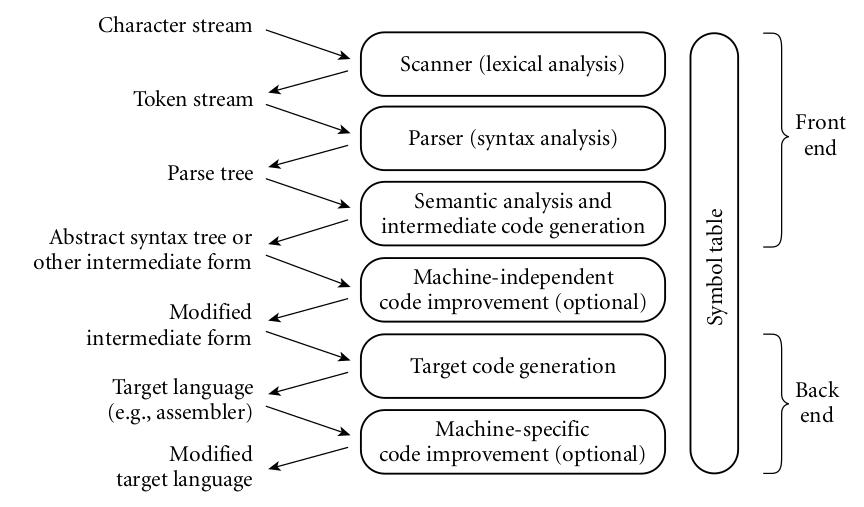 Character stream
Scanner (lexical analysis)
Token stream
Parser (syntax analysis)
Parse tree
Semantic analysis and
intermediate code generation
Abstract syntax tree or
other intermediate form
Machine-independent
code improvement (optional)
Modified
intermediate form
Target code generation
Target language
(e.g., assembler)
Machine-specific
code improvement (optional)
Modified
target language
Symbol table
Front
end
Back
end